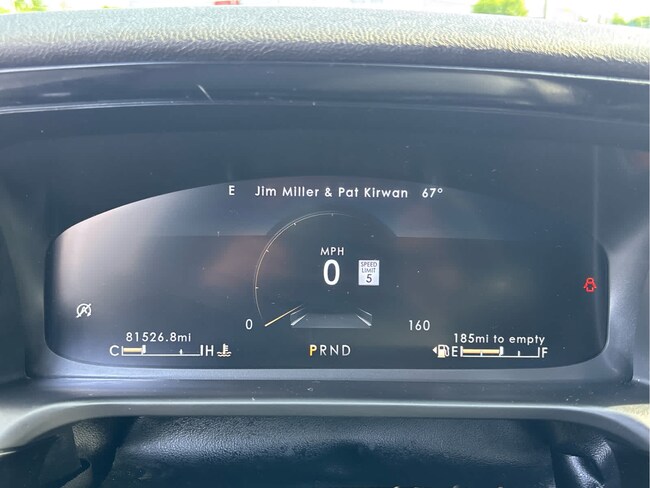 E Jim Miller & Pat Kirwan 67°
MPH
0
SPEED
LIMIT
5
0 160
81526.8mi 185mi to empty
C H PRND E F